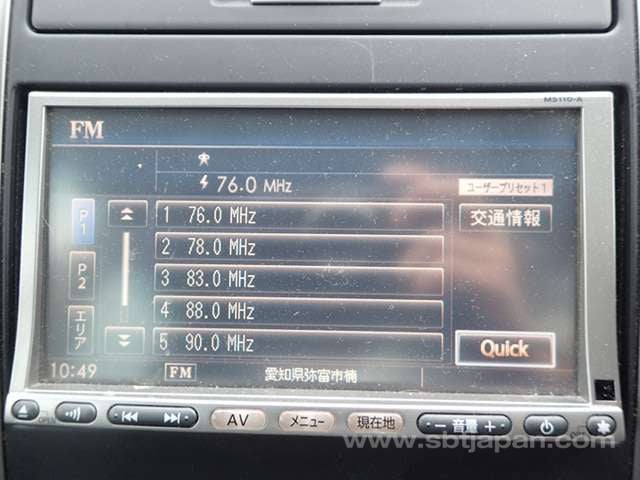 MS110-A
FM
76.0 MHz
ユーザープリセット1
P1
1 76.0 MHz
交通情報
2 78.0 MHz
P2
3 83.0 MHz
4 88.0 MHz
エリア
5 90.0 MHz
Quick
10:49
FM
愛知県弥富市楠
AV
メニュー
現在地
− 音量 +
www.sbtjapan.com